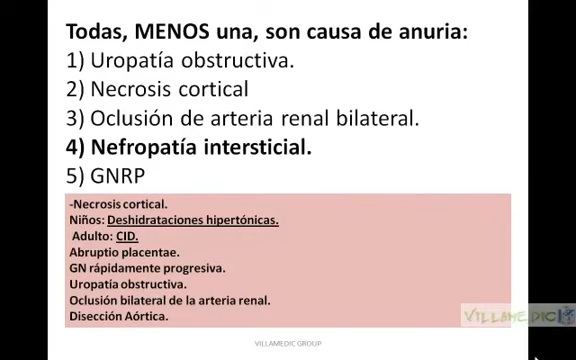 Todas, MENOS una, son causa de anuria:
1) Uropatía obstructiva.
2) Necrosis cortical
3) Oclusión de arteria renal bilateral.
4) Nefropatía intersticial.
5) GNRP
-Necrosis cortical.
Niños: Deshidrataciones hipertónicas.
Adulto: CID.
Abruptio placentae.
GN rápidamente progresiva.
Uropatía obstructiva.
Oclusión bilateral de la arteria renal.
Disección Aórtica.
VILLAMEDIC
VILLAMEDIC GROUP